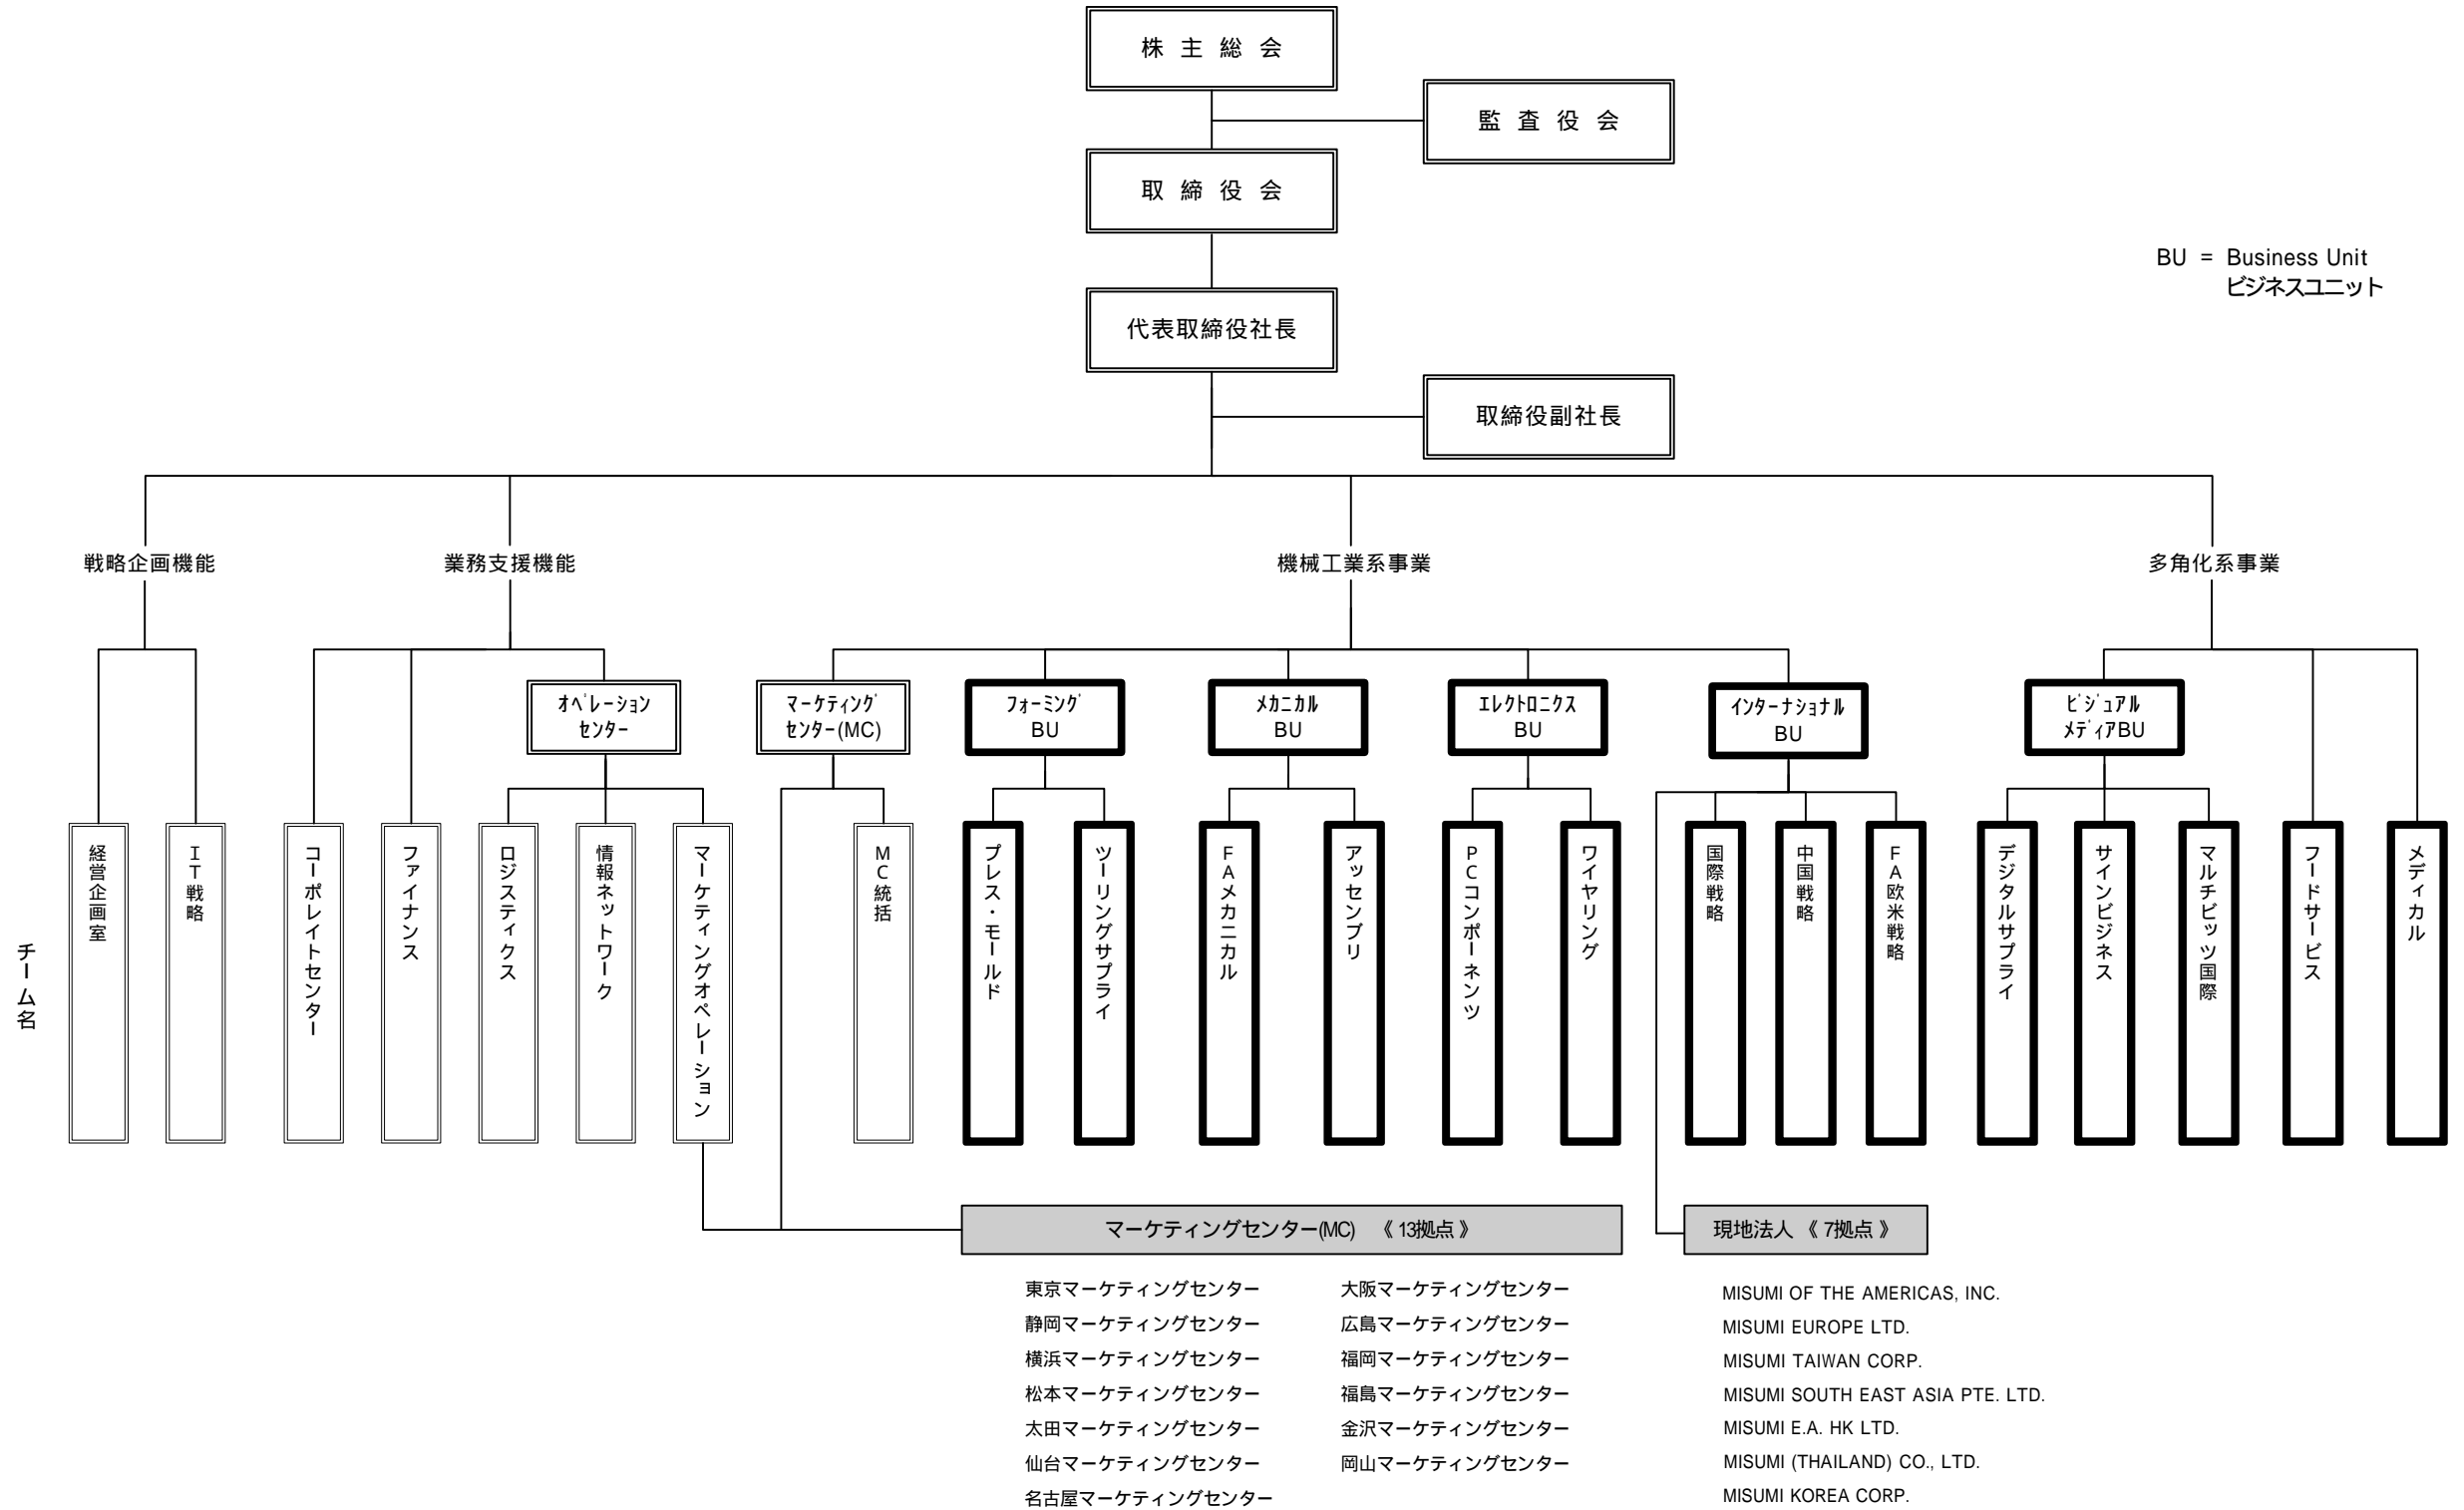 株主総会
監査役会
取締役会
BU = Business Unit
ビジネスユニット
代表取締役社長
取締役副社長
戦略企画機能
業務支援機能
機械工業系事業
多角化系事業
ｵﾍﾟﾚｰｼｮﾝ
ｾﾝﾀｰ
ﾏｰｹﾃｨﾝｸﾞ
ｾﾝﾀｰ(MC)
ﾌｫｰﾐﾝｸﾞ
BU
ﾒｶﾆｶﾙ
BU
ｴﾚｸﾄﾛﾆｸｽ
BU
ｲﾝﾀｰﾅｼｮﾅﾙ
BU
ﾋﾞｼﾞｭｱﾙ
ﾒﾃﾞｨｱBU
チーム名
経営企画室
IT戦略
コーポレイトセンター
ファイナンス
ロジスティクス
情報ネットワーク
マーケティングオペレーション
MC統括
プレス・モールド
ツーリングサプライ
FAメカニカル
アッセンブリ
PCコンポーネンツ
ワイヤリング
国際戦略
中国戦略
FA欧米戦略
デジタルサプライ
サインビジネス
マルチビッツ国際
フードサービス
メディカル
マーケティングセンター(MC) 《 13拠点 》
現地法人 《 7拠点 》
東京マーケティングセンター
静岡マーケティングセンター
横浜マーケティングセンター
松本マーケティングセンター
太田マーケティングセンター
仙台マーケティングセンター
名古屋マーケティングセンター
大阪マーケティングセンター
広島マーケティングセンター
福岡マーケティングセンター
福島マーケティングセンター
金沢マーケティングセンター
岡山マーケティングセンター
MISUMI OF THE AMERICAS, INC.
MISUMI EUROPE LTD.
MISUMI TAIWAN CORP.
MISUMI SOUTH EAST ASIA PTE. LTD.
MISUMI E.A. HK LTD.
MISUMI (THAILAND) CO., LTD.
MISUMI KOREA CORP.